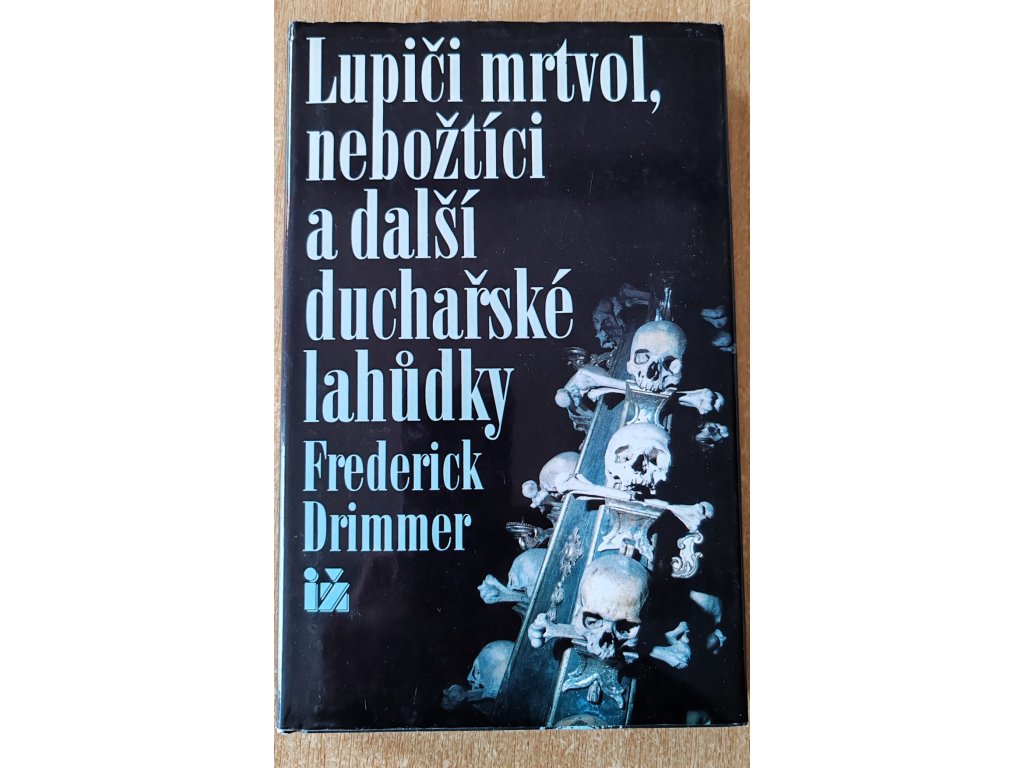 Lupiči mrtvol,
nebožtíci
a další
duchařské
lahůdky
Frederick
Drimmer
iž